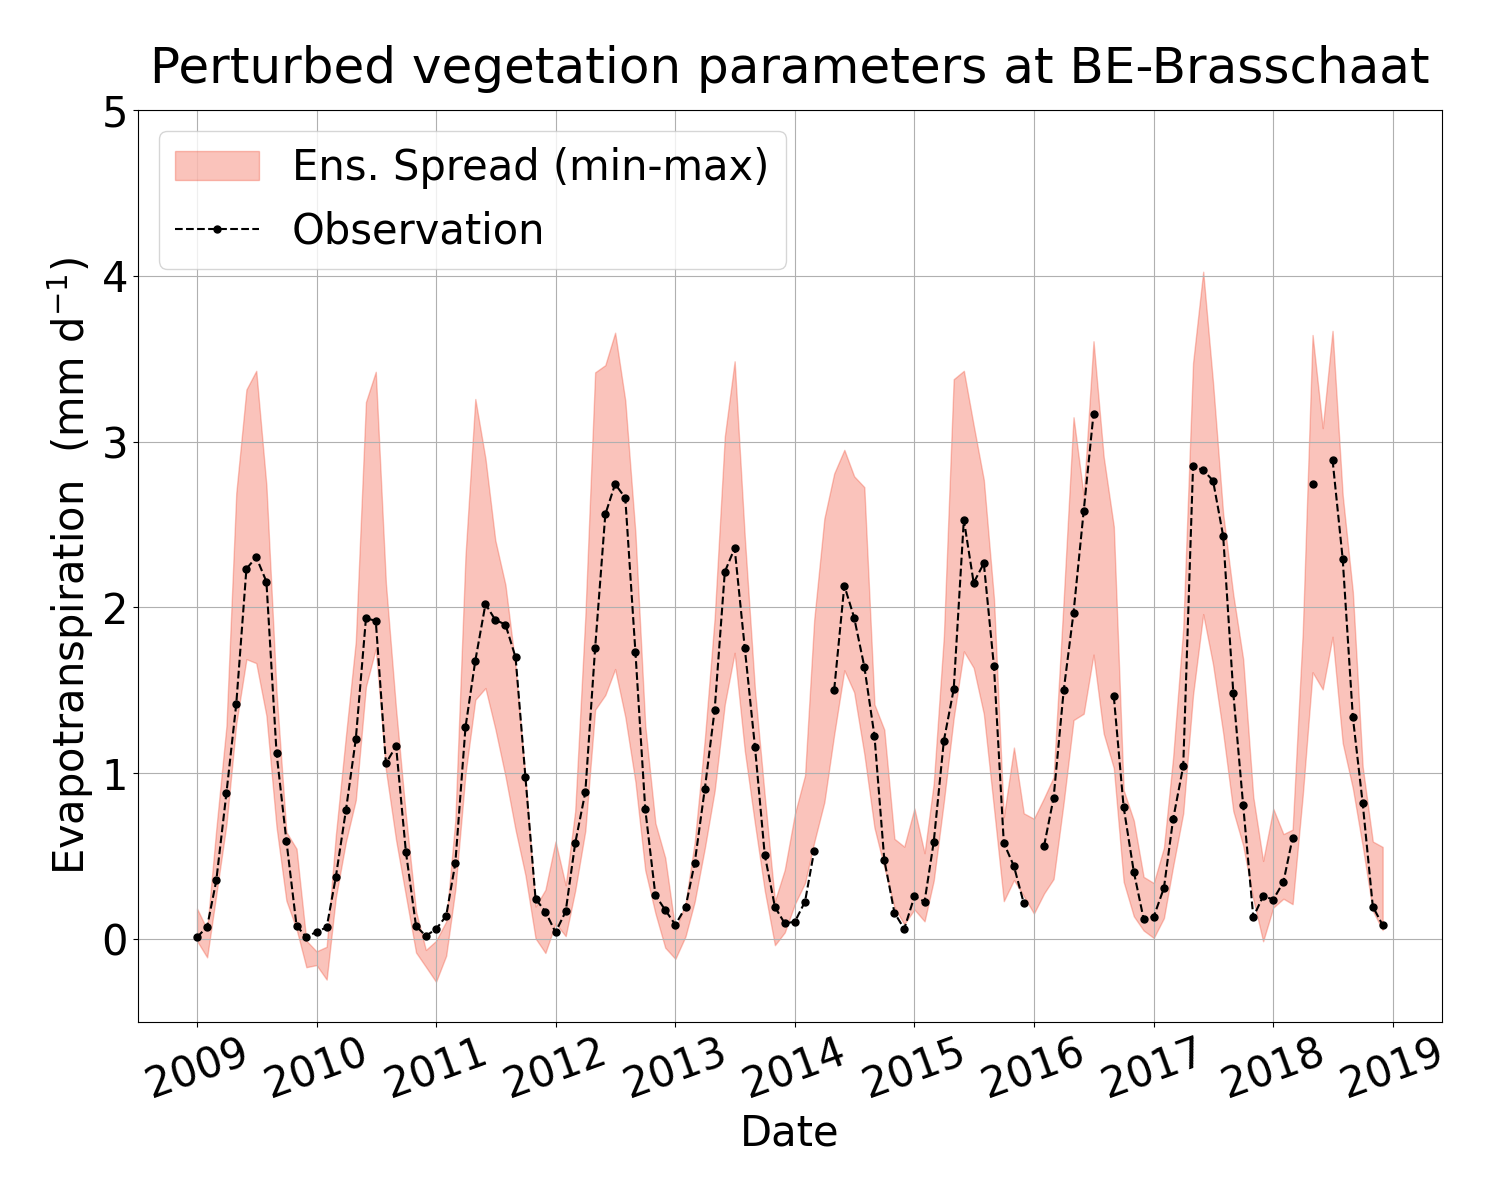 Perturbed vegetation parameters at BE-Brasschaat
Ens. Spread (min-max)
Observation
Evapotranspiration (mm d⁻¹)
5
4
3
2
1
0
2009 2010 2011 2012 2013 2014 2015 2016 2017 2018 2019
Date